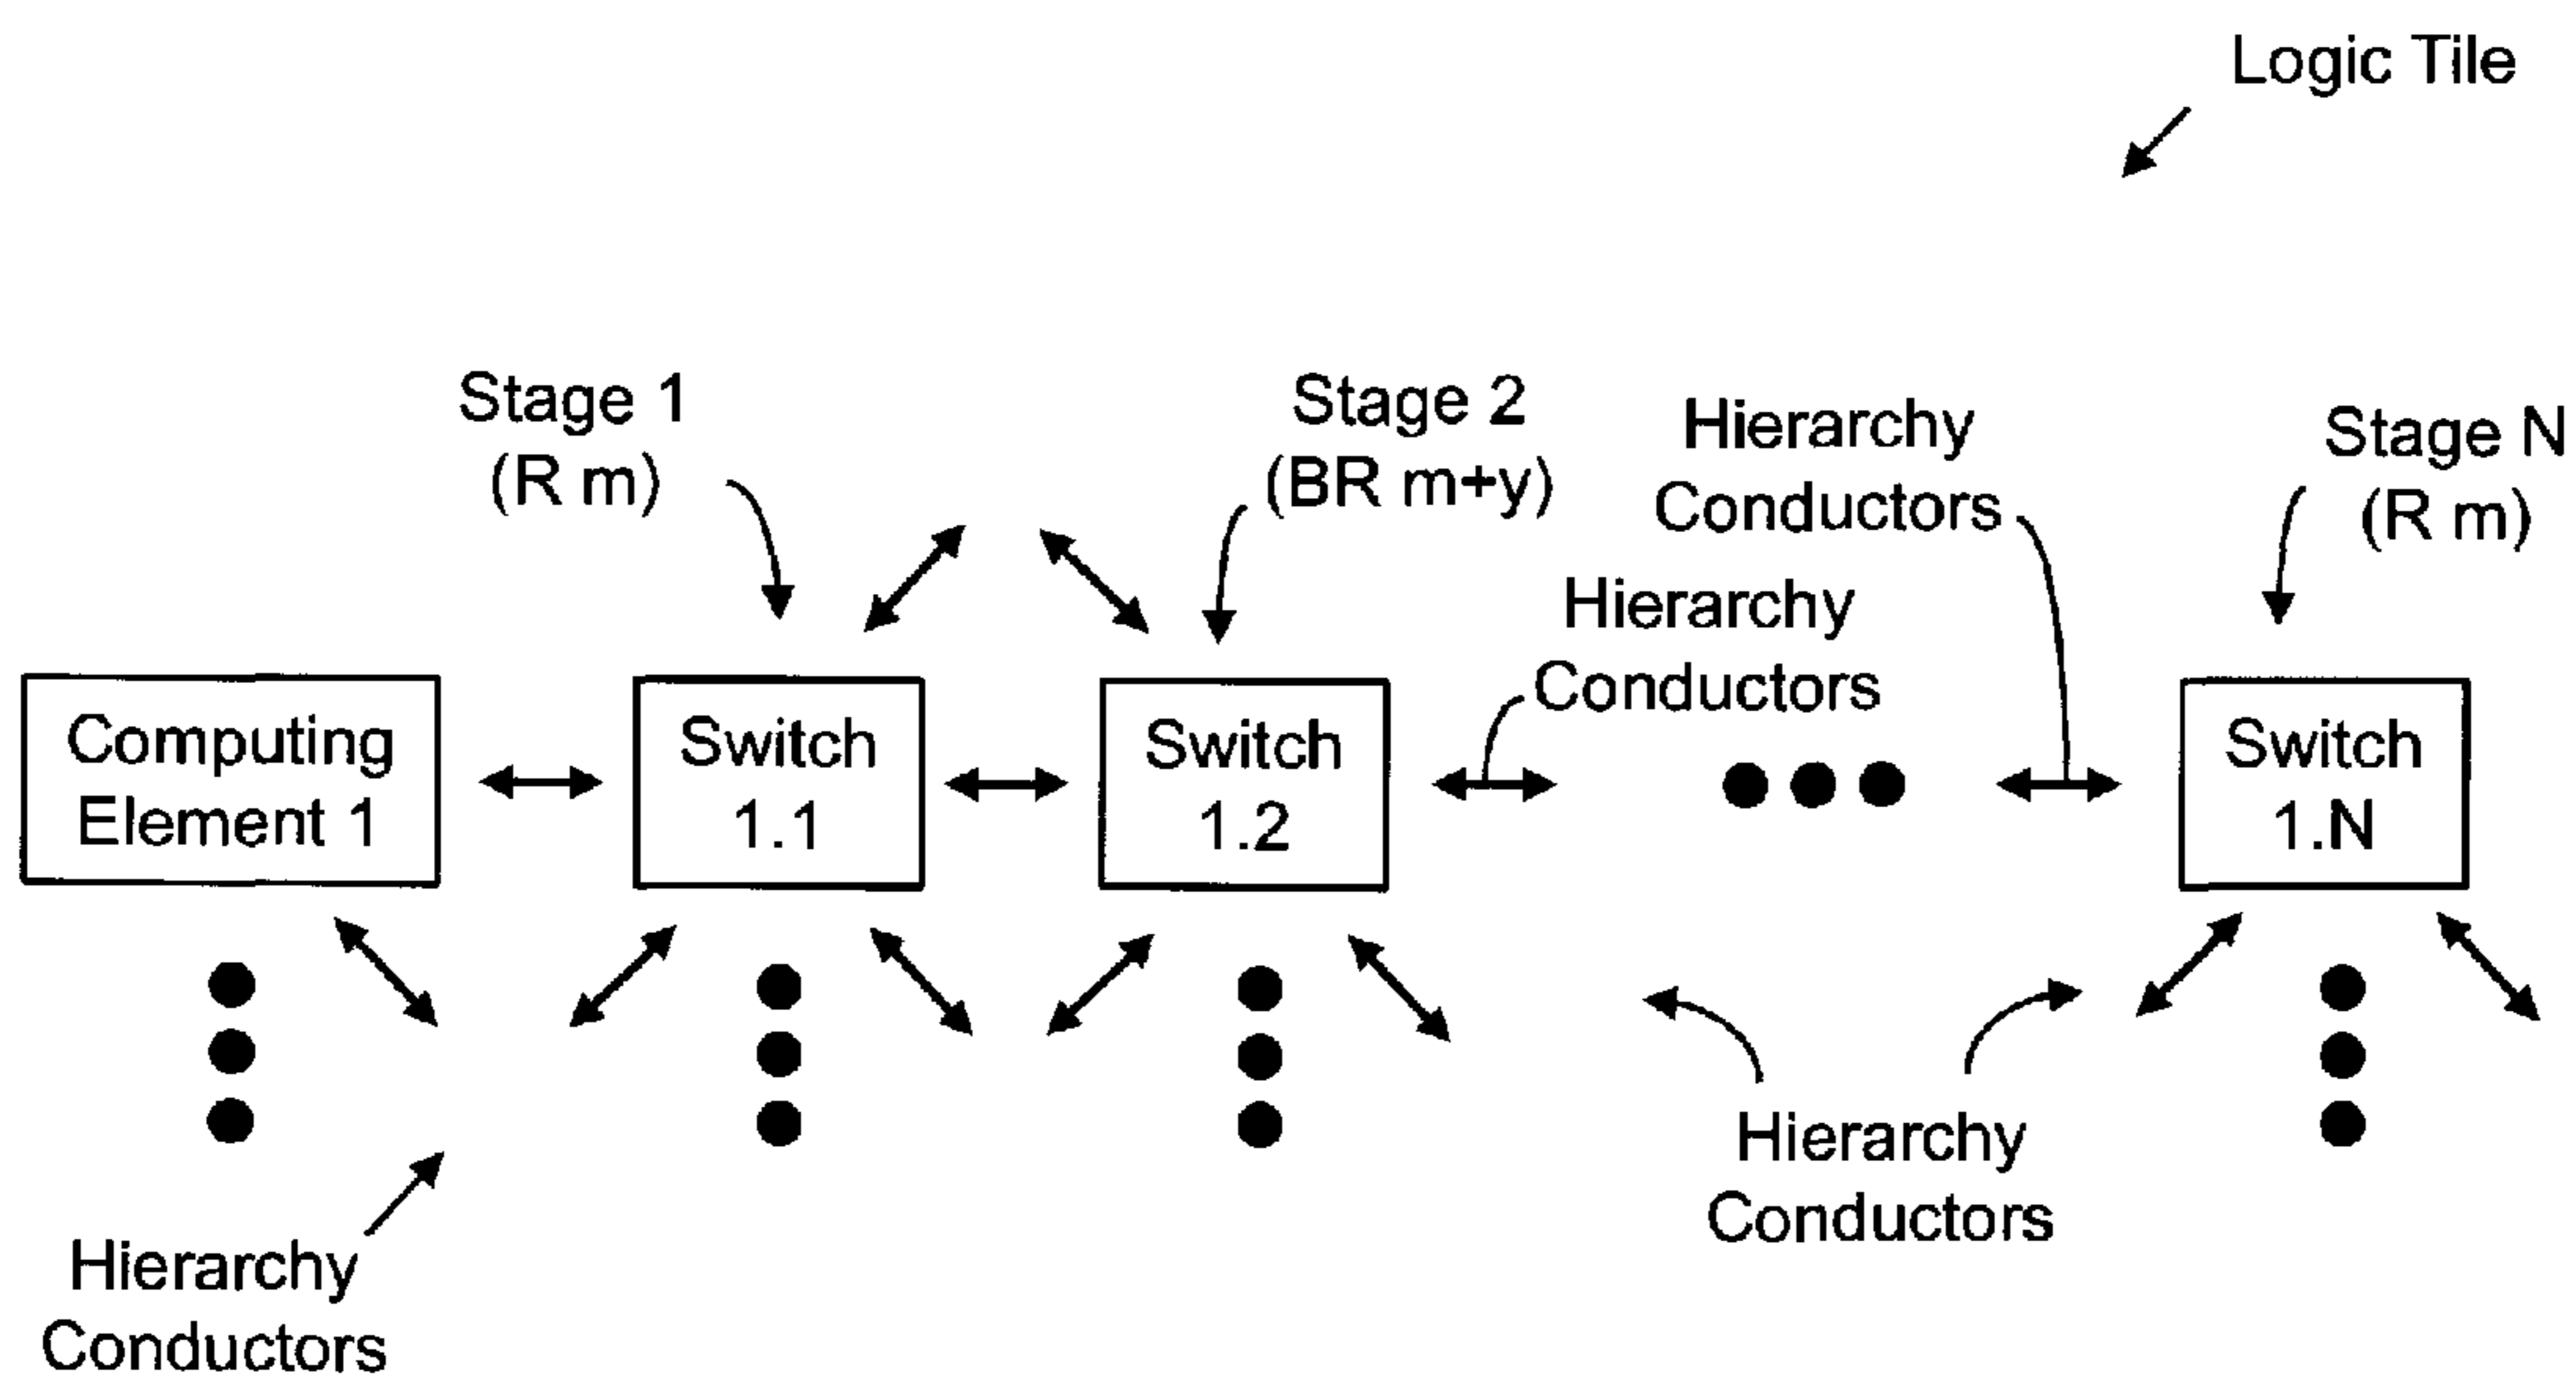 Logic Tile
Stage 1
(R m)
Stage 2
(BR m+y)
Hierarchy
Conductors
Hierarchy
Conductors
Stage N
(R m)
Computing
Element 1
Switch
1.1
Switch
1.2
Switch
1.N
Hierarchy
Conductors
Hierarchy
Conductors